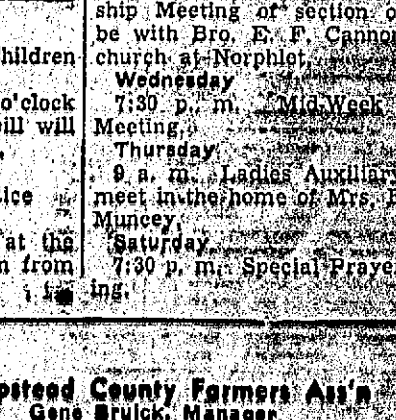 hildren
o'clock
ill will
ice
at the
from
ship Meeting of section
be with Bro. E. F. Cannon
church at Norphlet,
Wednesday
7:30 p. m. Mid-Week
Meeting,
Thursday
9 a. m. Ladies Auxiliary
meet in the home of Mrs.
Muncey,
Saturday
7:30 p. m. Special Praye
ing.
pstead County Farmers Ass'n
Gene Bruick, Manager